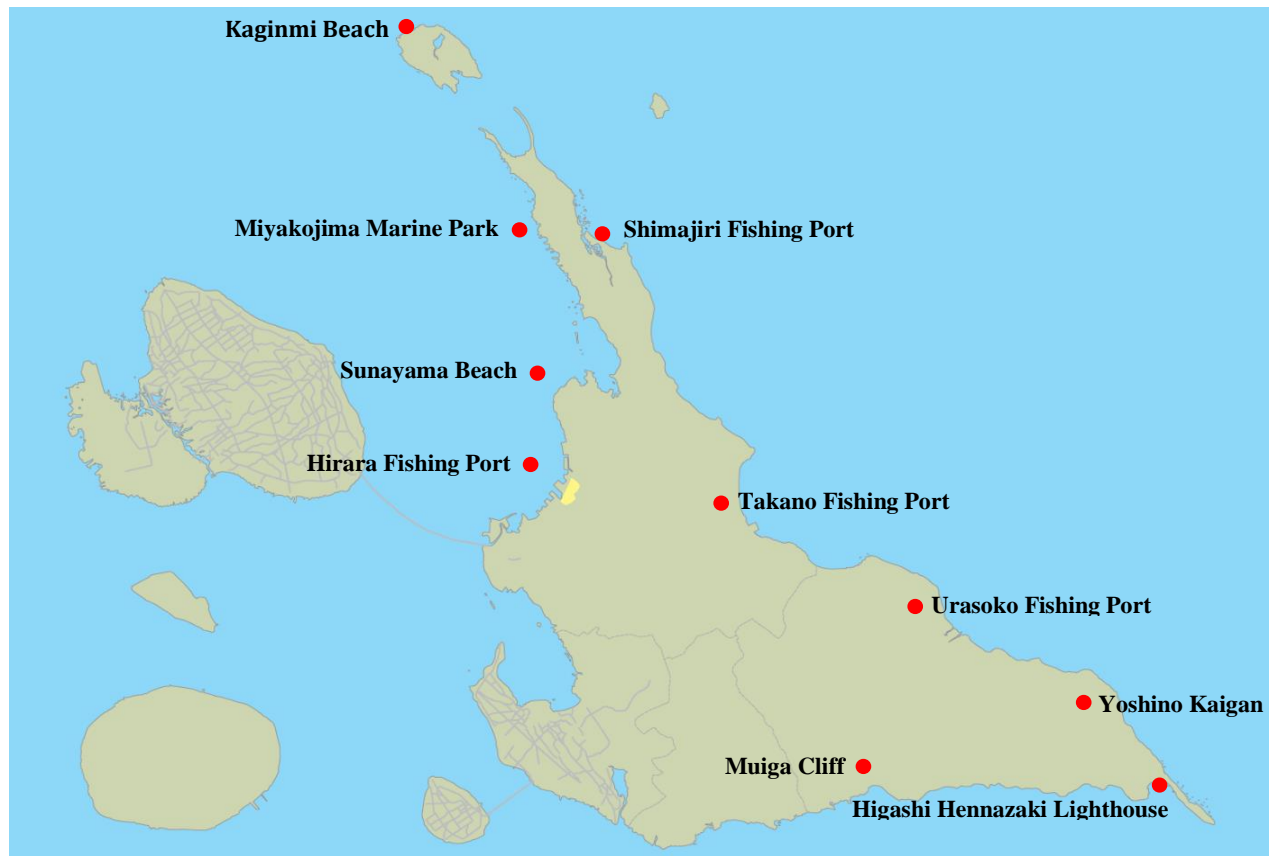 Kaginmi Beach
Miyakojima Marine Park
Shimajiri Fishing Port
Sunayama Beach
Hirara Fishing Port
Takano Fishing Port
Urasoko Fishing Port
Yoshino Kaigan
Muiga Cliff
Higashi Hennazaki Lighthouse